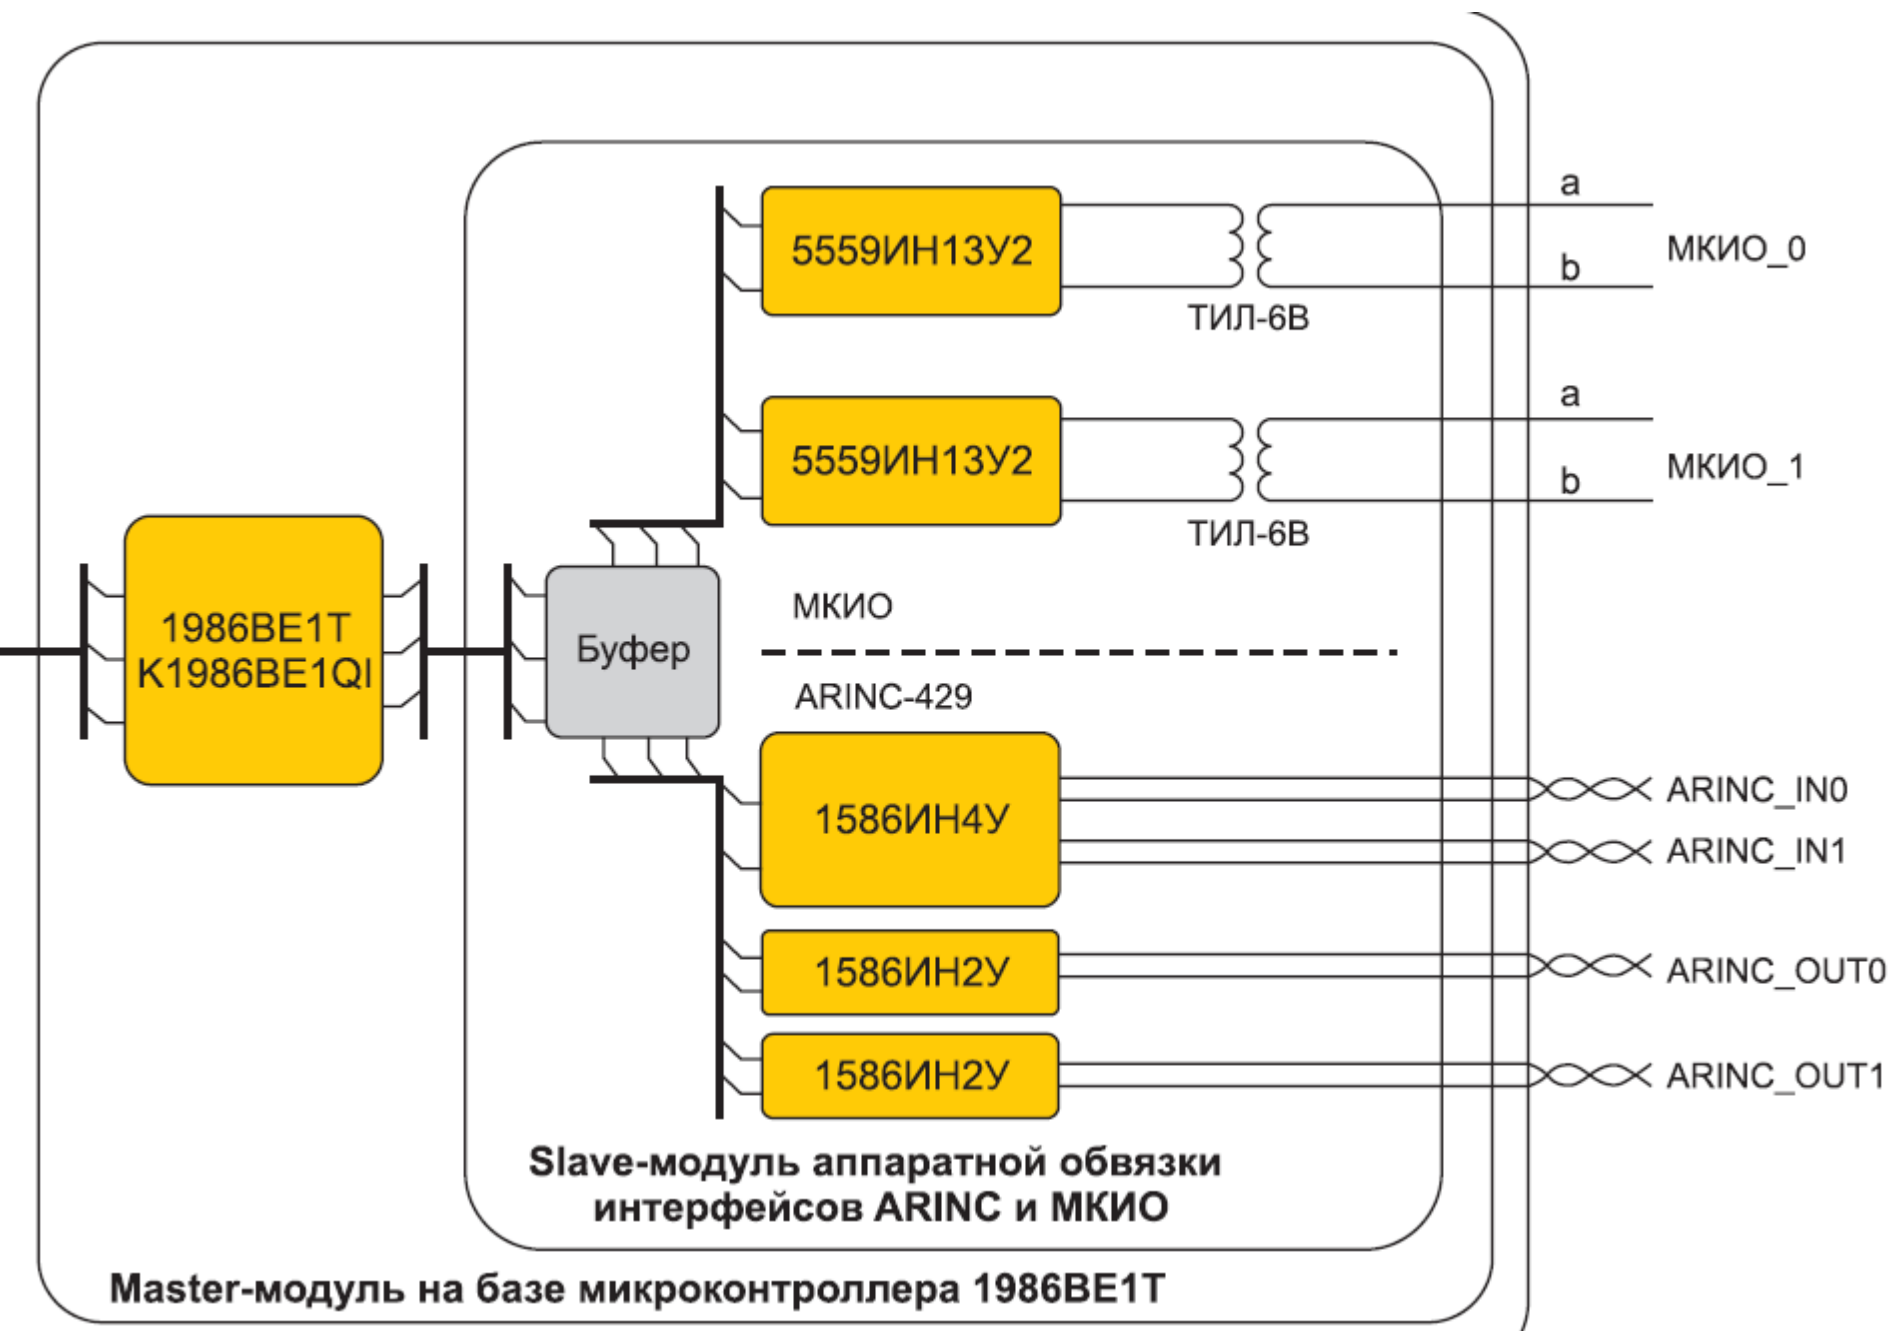 a
5559ИН13У2
МКИО_0
b
ТИЛ-6В
a
5559ИН13У2
МКИО_1
b
ТИЛ-6В
1986ВЕ1Т
К1986ВЕ1QI
Буфер
МКИО
ARINC-429
1586ИН4У
ARINC_IN0
ARINC_IN1
1586ИН2У
ARINC_OUT0
1586ИН2У
ARINC_OUT1
Slave-модуль аппаратной обвязки
интерфейсов ARINC и МКИО
Master-модуль на базе микроконтроллера 1986ВЕ1Т